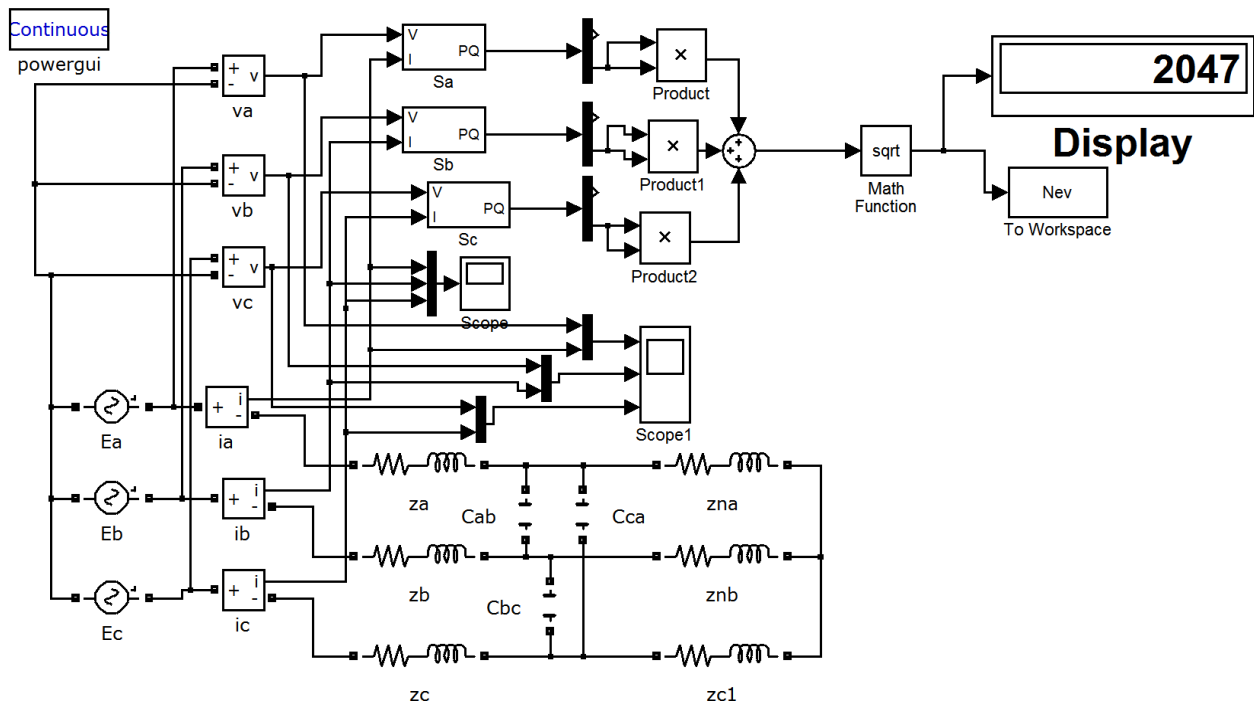 Continuous
powergui
+
-
v
va
V
I
PQ
Sa
×
Product
2047
Display
+
-
v
vb
V
I
PQ
Sb
×
Product1
+
+
+
sqrt
Math
Function
Nev
To Workspace
+
-
v
vc
V
I
PQ
Sc
×
Product2
Scope
Scope1
Ea
+
i
-
ia
Eb
+
i
-
ib
Ec
+
i
-
ic
za
zna
Cab
Cca
zb
znb
Cbc
zc
zc1